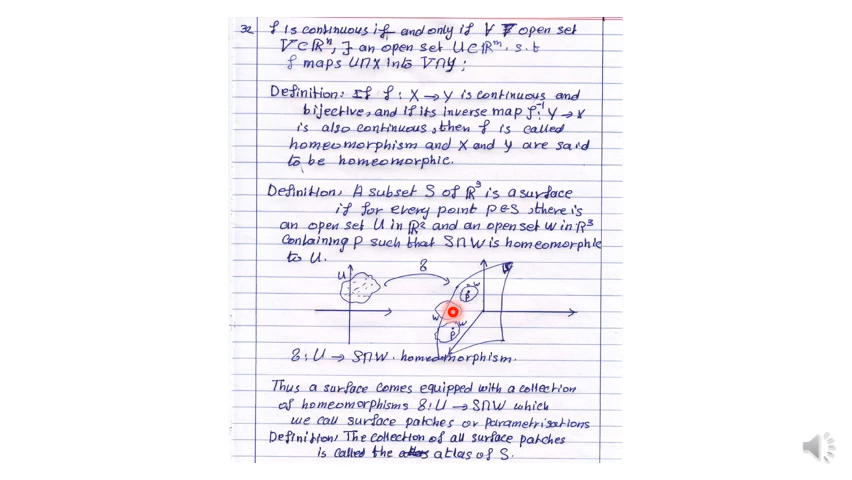 32 f is continuous if and only if ∀ open set
V⊂ℝⁿ, ∃ an open set U⊂ℝᵐ, s.t
f maps U∩X into V∩Y;
Definition: If f: X→Y is continuous and
bijective, and if its inverse map f⁻¹: Y→X
is also continuous, then f is called
homeomorphism and X and Y are said
to be homeomorphic.
Definition, A subset S of ℝ³ is a surface
if for every point P∈S, there is
an open set U in ℝ² and an open set W in ℝ³
containing P such that S∩W is homeomorphic
to U.
U 8 S
P W
W W
P
8: U → S∩W. homeomorphism.
Thus a surface comes equipped with a collection
of homeomorphisms 8: U → S∩W which
we call surface patches or parametrisations
Definition, The collection of all surface patches
is called the atlas of S.